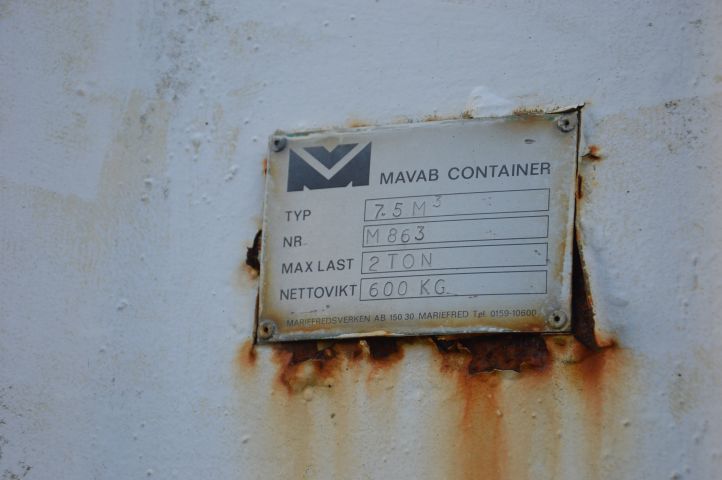 MAVAB CONTAINER
TYP 7.5 M³
NR M 863
MAX LAST 2 TON
NETTOVIKT 600 KG
MARIEFREDSVERKEN AB 150 30 MARIEFRED Tel. 0159-10600